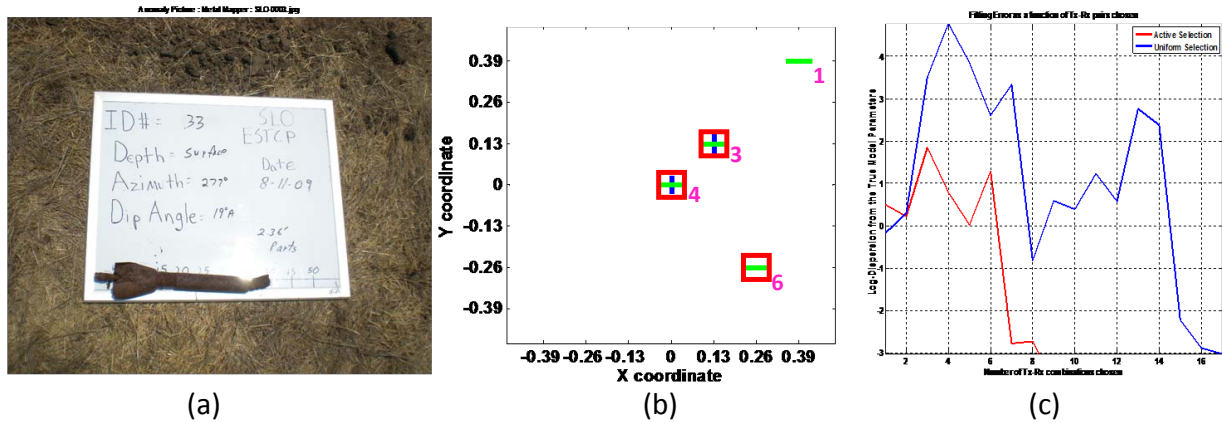 Anomaly Picture : Metal Mapper : SLO-0003.jpg
ID#= 33
SLO
ESTCP
Depth = Surface
Date
8-11-09
Azimuth= 277°
Dip Angle= 19°A
2.36"
Parts
50
(a)
0.39
0.26
0.13
0
-0.13
-0.26
-0.39
Y coordinate
1
3
4
6
-0.39 -0.26 -0.13 0 0.13 0.26 0.39
X coordinate
(b)
Fitting Error as a function of Tx-Rx pairs chosen
Active Selection
Uniform Selection
4
3
2
1
0
-1
-2
-3
Log-Dispersion from the True Model Parameters
2 4 6 8 10 12 14 16
Number of Tx-Rx combinations chosen
(c)